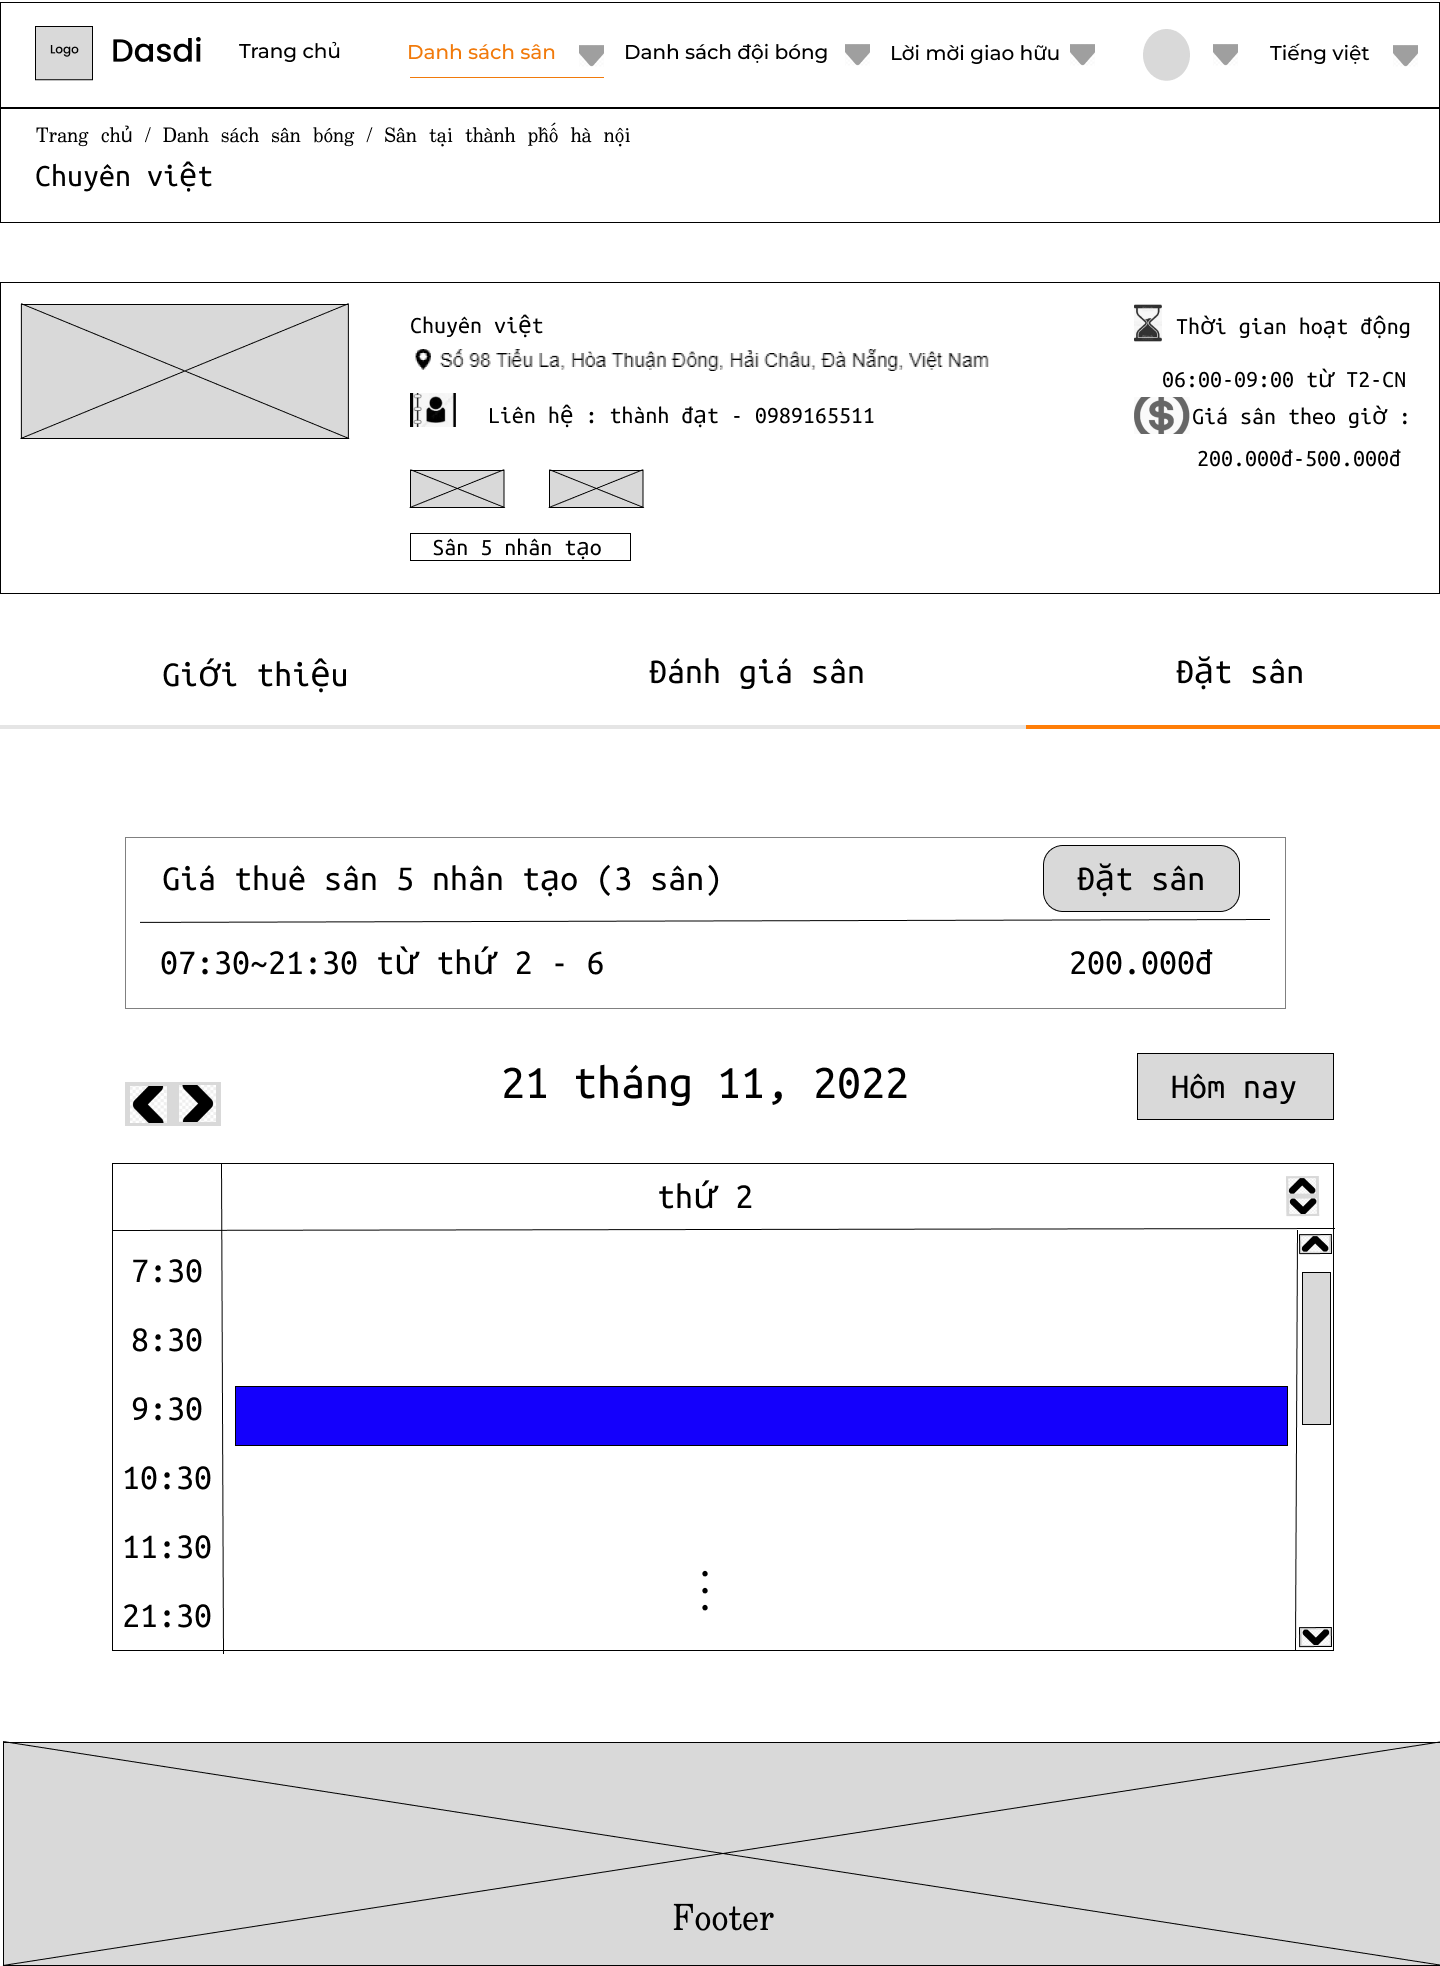 Logo Dasdi Trang chủ Danh sách sân Danh sách đội bóng Lời mời giao hữu Tiếng việt
Trang chủ / Danh sách sân bóng / Sân tại thành phố hà nội
Chuyên việt
Chuyên việt
Số 98 Tiểu La, Hòa Thuận Đông, Hải Châu, Đà Nẵng, Việt Nam
Liên hệ : thành đạt - 0989165511
Sân 5 nhân tạo
Thời gian hoạt động
06:00-09:00 từ T2-CN
($) Giá sân theo giờ :
200.000đ-500.000đ
Giới thiệu Đánh giá sân Đặt sân
Giá thuê sân 5 nhân tạo (3 sân) Đặt sân
07:30~21:30 từ thứ 2 - 6 200.000đ
21 tháng 11, 2022 Hôm nay
thứ 2
7:30
8:30
9:30
10:30
11:30
21:30
Footer